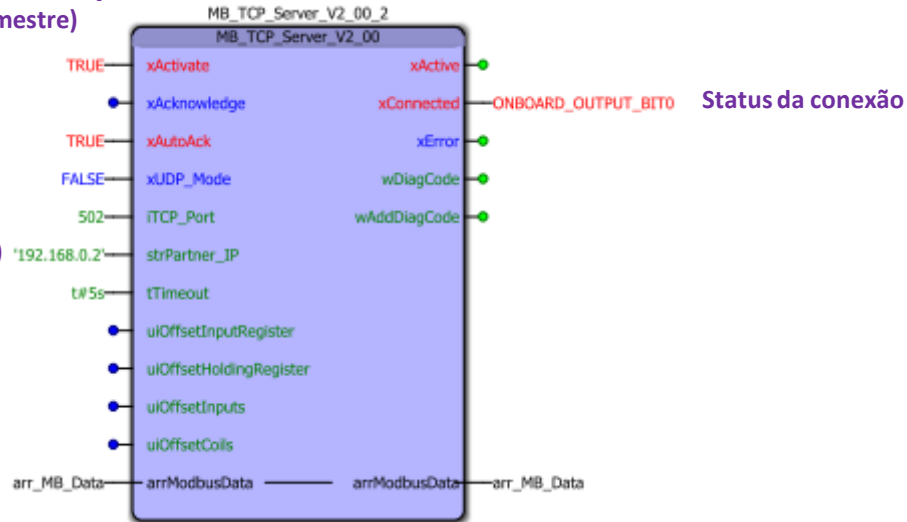 mestre)
MB_TCP_Server_V2_00_2
MB_TCP_Server_V2_00
TRUE xActivate xActive
xAcknowledge xConnected ONBOARD_OUTPUT_BIT0 Status da conexão
TRUE xAutoAck xError
FALSE xUDP_Mode wDiagCode
502 iTCP_Port wAddDiagCode
) '192.168.0.2' strPartner_IP
t#5s tTimeout
uiOffsetInputRegister
uiOffsetHoldingRegister
uiOffsetInputs
uiOffsetCoils
arr_MB_Data arrModbusData arrModbusData arr_MB_Data